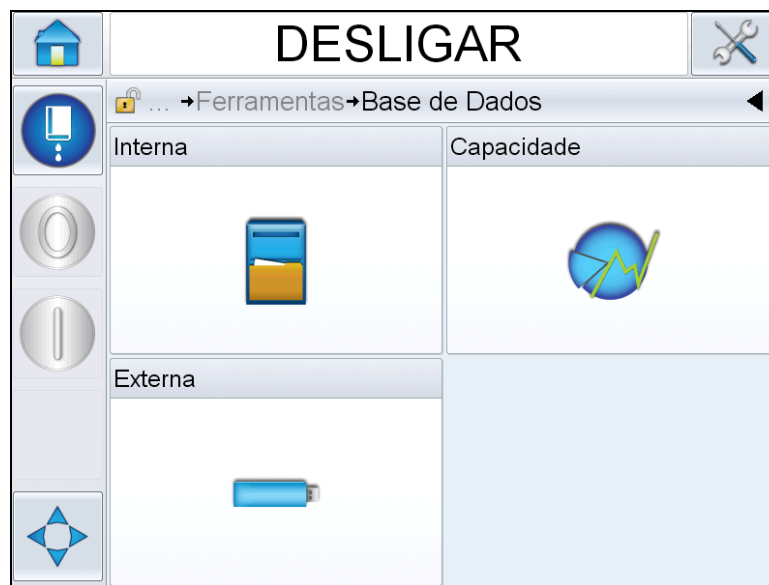 DESLIGAR
... →Ferramentas→Base de Dados
Interna
Capacidade
Externa